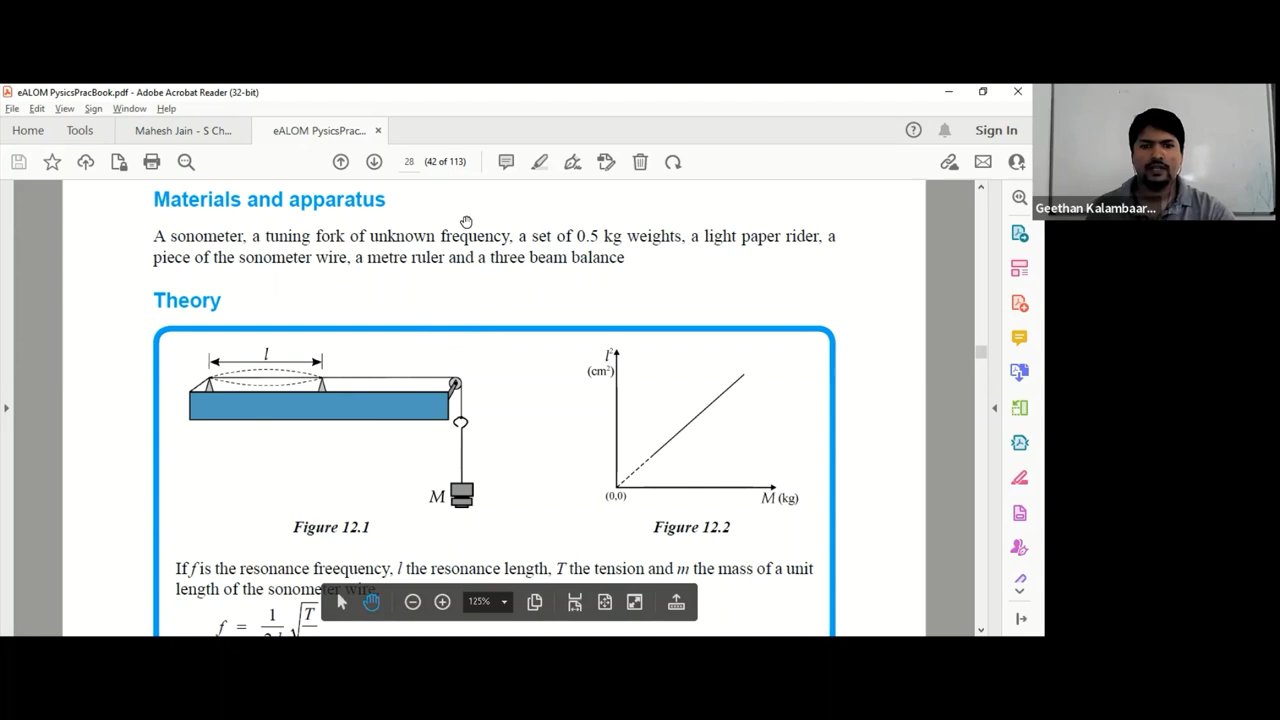 eALOM PysicsPracBook.pdf - Adobe Acrobat Reader (32-bit)
File Edit View Sign Window Help
Home Tools Mahesh Jain - S Ch... eALOM PysicsPrac... × Sign In
28 (42 of 113)
Geethan Kalambaar...
Materials and apparatus
A sonometer, a tuning fork of unknown frequency, a set of 0.5 kg weights, a light paper rider, a
piece of the sonometer wire, a metre ruler and a three beam balance
Theory
l
M
Figure 12.1
l²
(cm²)
(0,0)
M (kg)
Figure 12.2
If f is the resonance freequency, l the resonance length, T the tension and m the mass of a unit
length of the sonometer wire,
f = 1 √T
125%